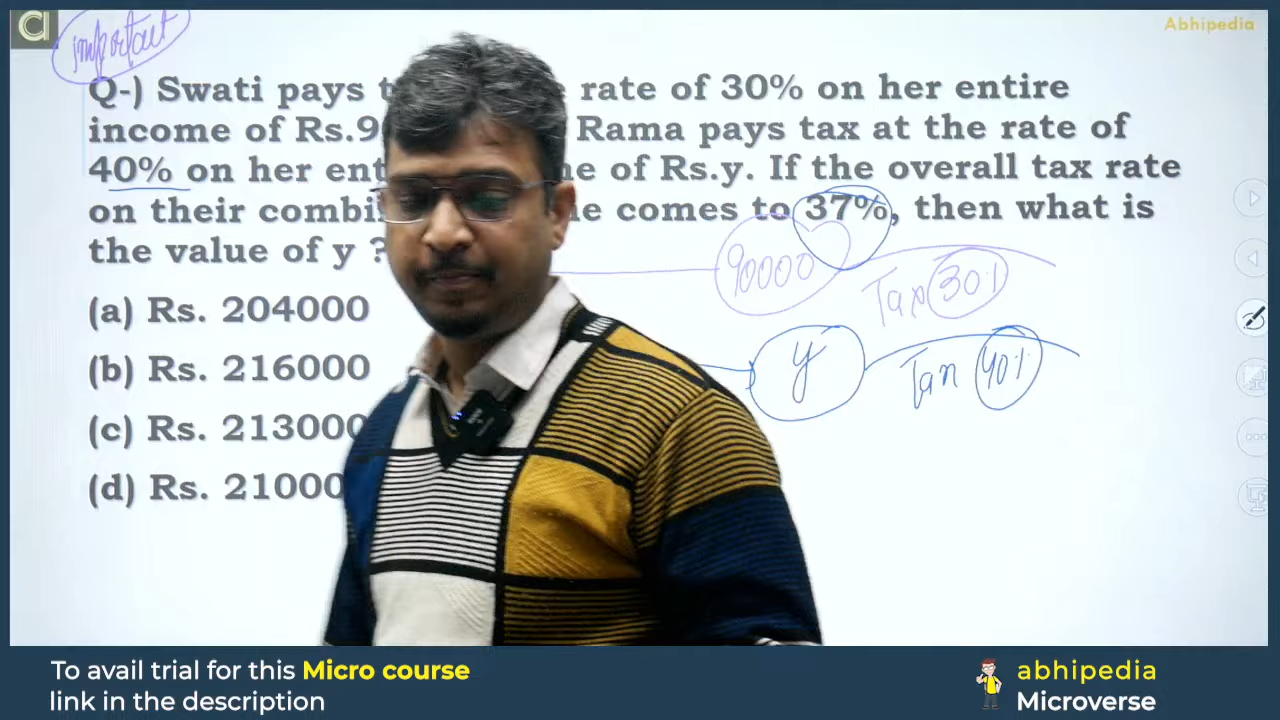 important
Abhipedia
Q-) Swati pays rate of 30% on her entire
income of Rs.9 Rama pays tax at the rate of
40% on her of Rs.y. If the overall tax rate
on their comes to 37%, then what is
the value of y ?
90000
Tax 30%
(a) Rs. 204000
(b) Rs. 216000
y
Tax 40%
(c) Rs. 213000
(d) Rs. 21000
To avail trial for this Micro course
link in the description
abhipedia
Microverse